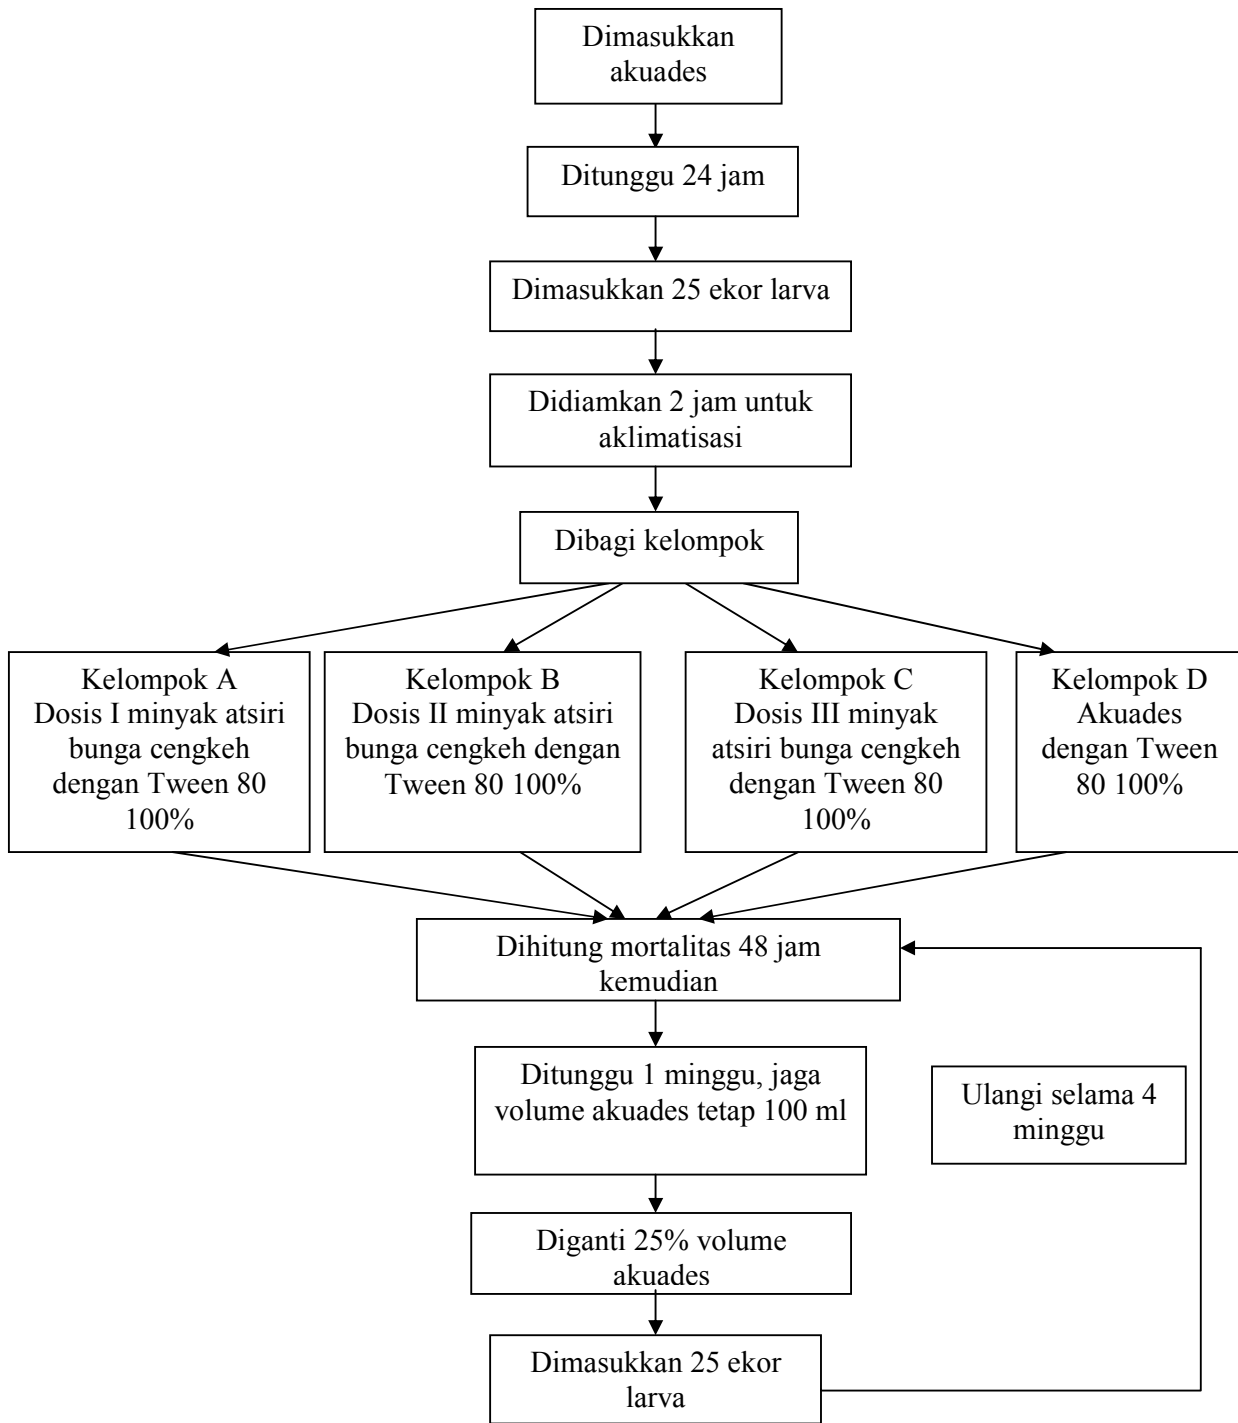 Dimasukkan
akuades
Ditunggu 24 jam
Dimasukkan 25 ekor larva
Didiamkan 2 jam untuk
aklimatisasi
Dibagi kelompok
Kelompok A
Dosis I minyak atsiri
bunga cengkeh
dengan Tween 80
100%
Kelompok B
Dosis II minyak atsiri
bunga cengkeh dengan
Tween 80 100%
Kelompok C
Dosis III minyak
atsiri bunga cengkeh
dengan Tween 80
100%
Kelompok D
Akuades
dengan Tween
80 100%
Dihitung mortalitas 48 jam
kemudian
Ditunggu 1 minggu, jaga
volume akuades tetap 100 ml
Ulangi selama 4
minggu
Diganti 25% volume
akuades
Dimasukkan 25 ekor
larva